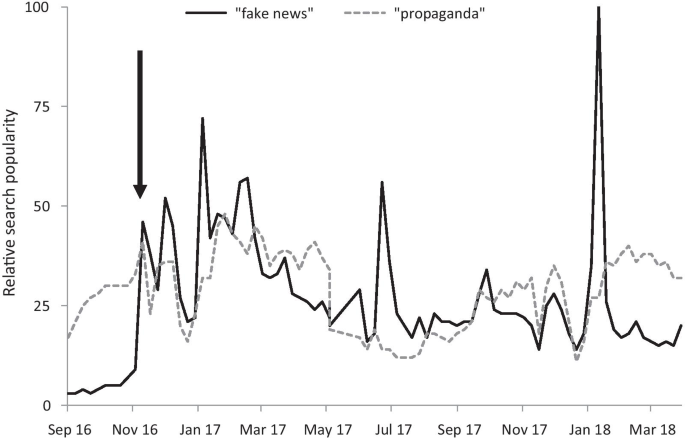 100
"fake news" "propaganda"
75
50
25
0
Relative search popularity
Sep 16 Nov 16 Jan 17 Mar 17 May 17 Jul 17 Sep 17 Nov 17 Jan 18 Mar 18